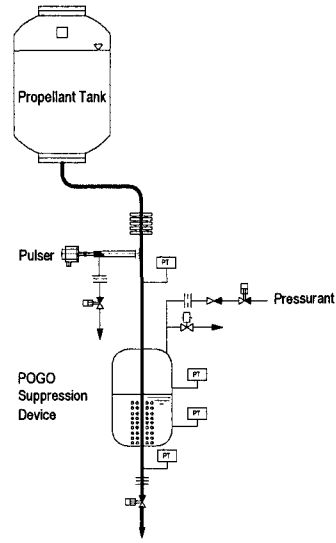 Propellant Tank
Pulser
PT
Pressurant
POGO
Suppression
Device
PT
PT
PT